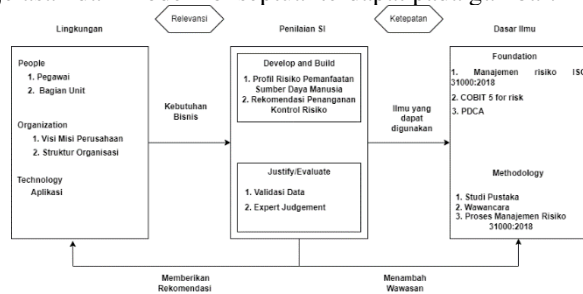 Relevansi
Ketepatan
Lingkungan
Penilaian SI
Dasar Ilmu
People
1. Pegawai
2. Bagian Unit
Organization
1. Visi Misi Perusahaan
2. Struktur Organisasi
Technology
Aplikasi
Kebutuhan
Bisnis
Develop and Build
1. Profil Risiko Pemanfaatan
Sumber Daya Manusia
2. Rekomendasi Penanganan
Kontrol Risiko
Justify/Evaluate
1. Validasi Data
2. Expert Judgement
Ilmu yang
dapat
digunakan
Foundation
1. Manajemen risiko ISO
31000:2018
2. COBIT 5 for risk
3. PDCA
Methodology
1. Studi Pustaka
2. Wawancara
3. Proses Manajemen Risiko
31000:2018
Memberikan
Rekomendasi
Menambah
Wawasan